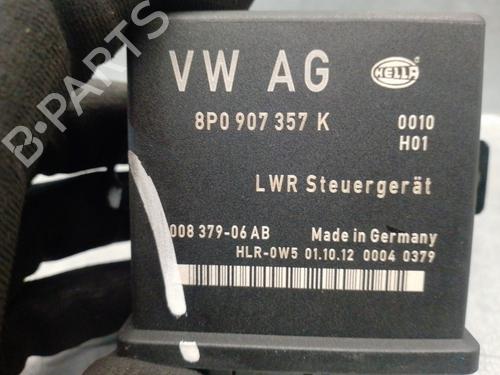 B-PARTS
VW AG
HELLA
8P0 907 357 K 0010
H01
LWR Steuergerät
008 379-06 AB Made in Germany
HLR-0W5 01.10.12 0004 0379